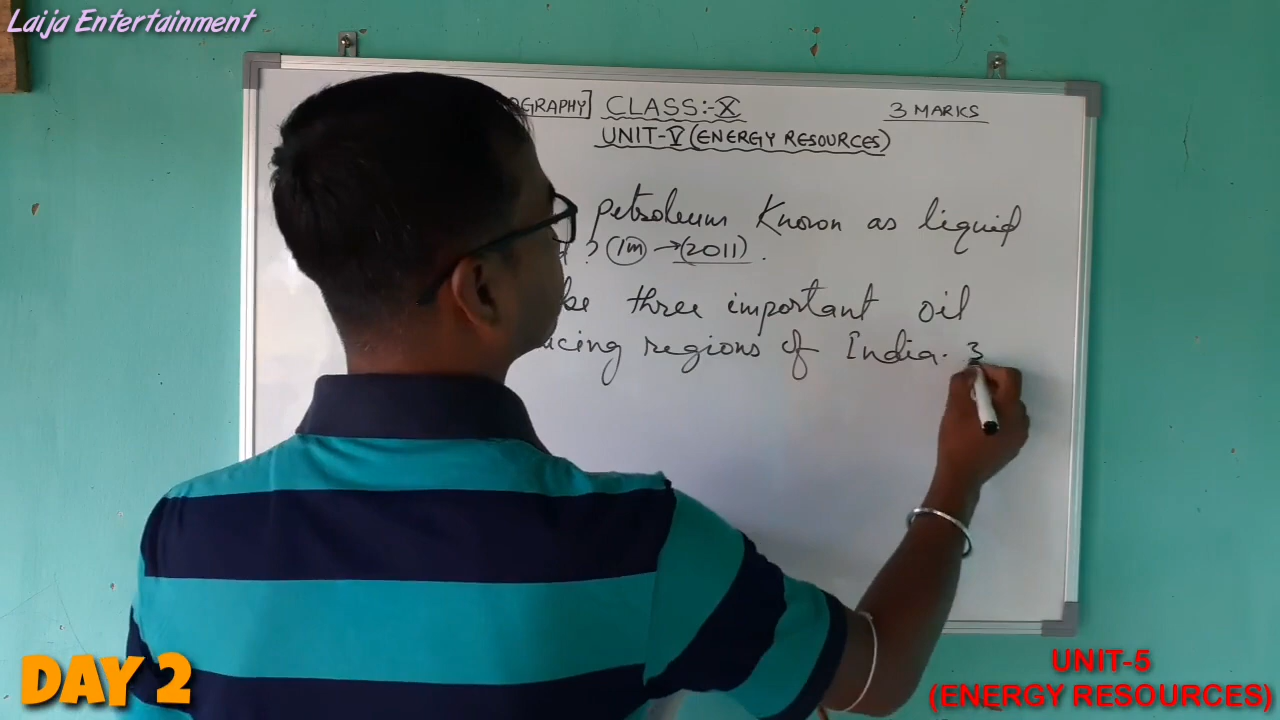 Laija Entertainment
OGRAPHY] CLASS:-X
3 MARKS
UNIT-V (ENERGY RESOURCES)
petroleum known as liquid
? (1m) → (2011).
three important oil
ucing regions of India. 3
DAY 2
UNIT-5
(ENERGY RESOURCES)